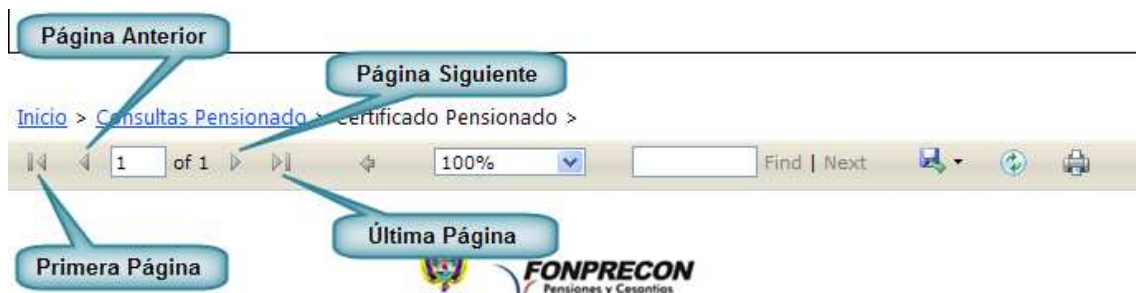 Página Anterior
Página Siguiente
Inicio > Consultas Pensionado > Certificado Pensionado >
1 of 1 100% Find | Next
Última Página
Primera Página
FONPRECON
Pensiones y Cesantías